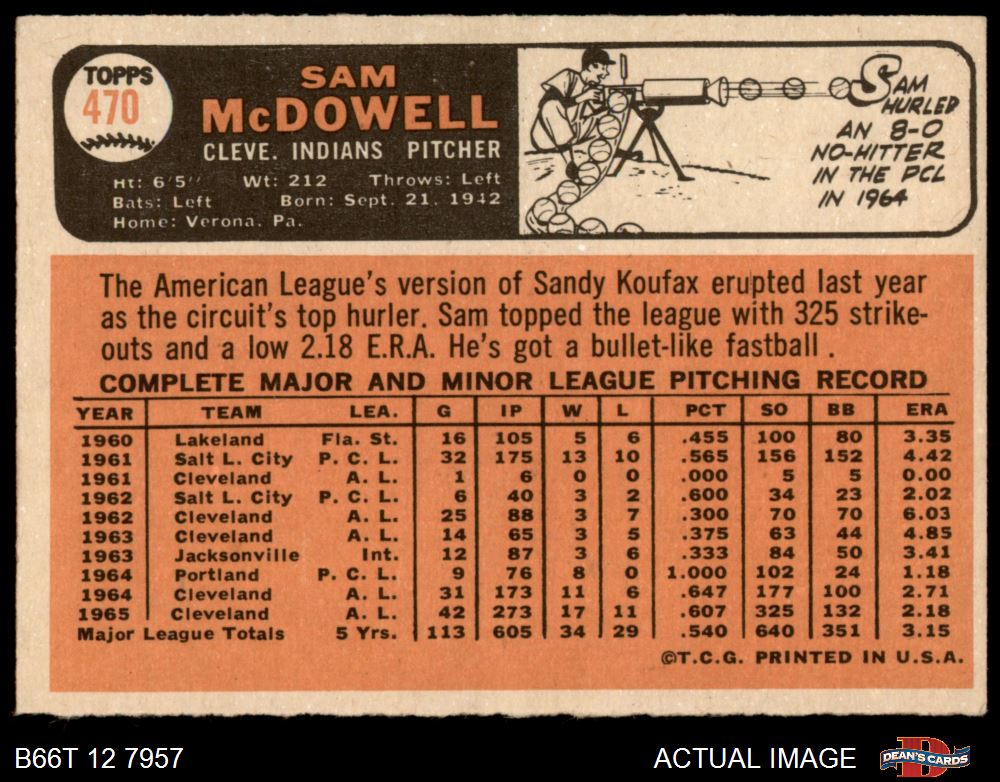 TOPPS
470
SAM
McDOWELL
CLEVE. INDIANS PITCHER
Ht: 6'5" Wt: 212 Throws: Left
Bats: Left Born: Sept. 21, 1942
Home: Verona, Pa.
SAM
HURLED
AN 8-0
NO-HITTER
IN THE PCL
IN 1964
The American League's version of Sandy Koufax erupted last year
as the circuit's top hurler. Sam topped the league with 325 strike-
outs and a low 2.18 E.R.A. He's got a bullet-like fastball .
COMPLETE MAJOR AND MINOR LEAGUE PITCHING RECORD
YEAR TEAM LEA. G IP W L PCT SO BB ERA
1960 Lakeland Fla. St. 16 105 5 6 .455 100 80 3.35
1961 Salt L. City P. C. L. 32 175 13 10 .565 156 152 4.42
1961 Cleveland A. L. 1 6 0 0 .000 5 5 0.00
1962 Salt L. City P. C. L. 6 40 3 2 .600 34 23 2.02
1962 Cleveland A. L. 25 88 3 7 .300 70 70 6.03
1963 Cleveland A. L. 14 65 3 5 .375 63 44 4.85
1963 Jacksonville Int. 12 87 3 6 .333 84 50 3.41
1964 Portland P. C. L. 9 76 8 0 1.000 102 24 1.18
1964 Cleveland A. L. 31 173 11 6 .647 177 100 2.71
1965 Cleveland A. L. 42 273 17 11 .607 325 132 2.18
Major League Totals 5 Yrs. 113 605 34 29 .540 640 351 3.15
©T.C.G. PRINTED IN U.S.A.
B66T 12 7957
ACTUAL IMAGE
DEAN'S CARDS